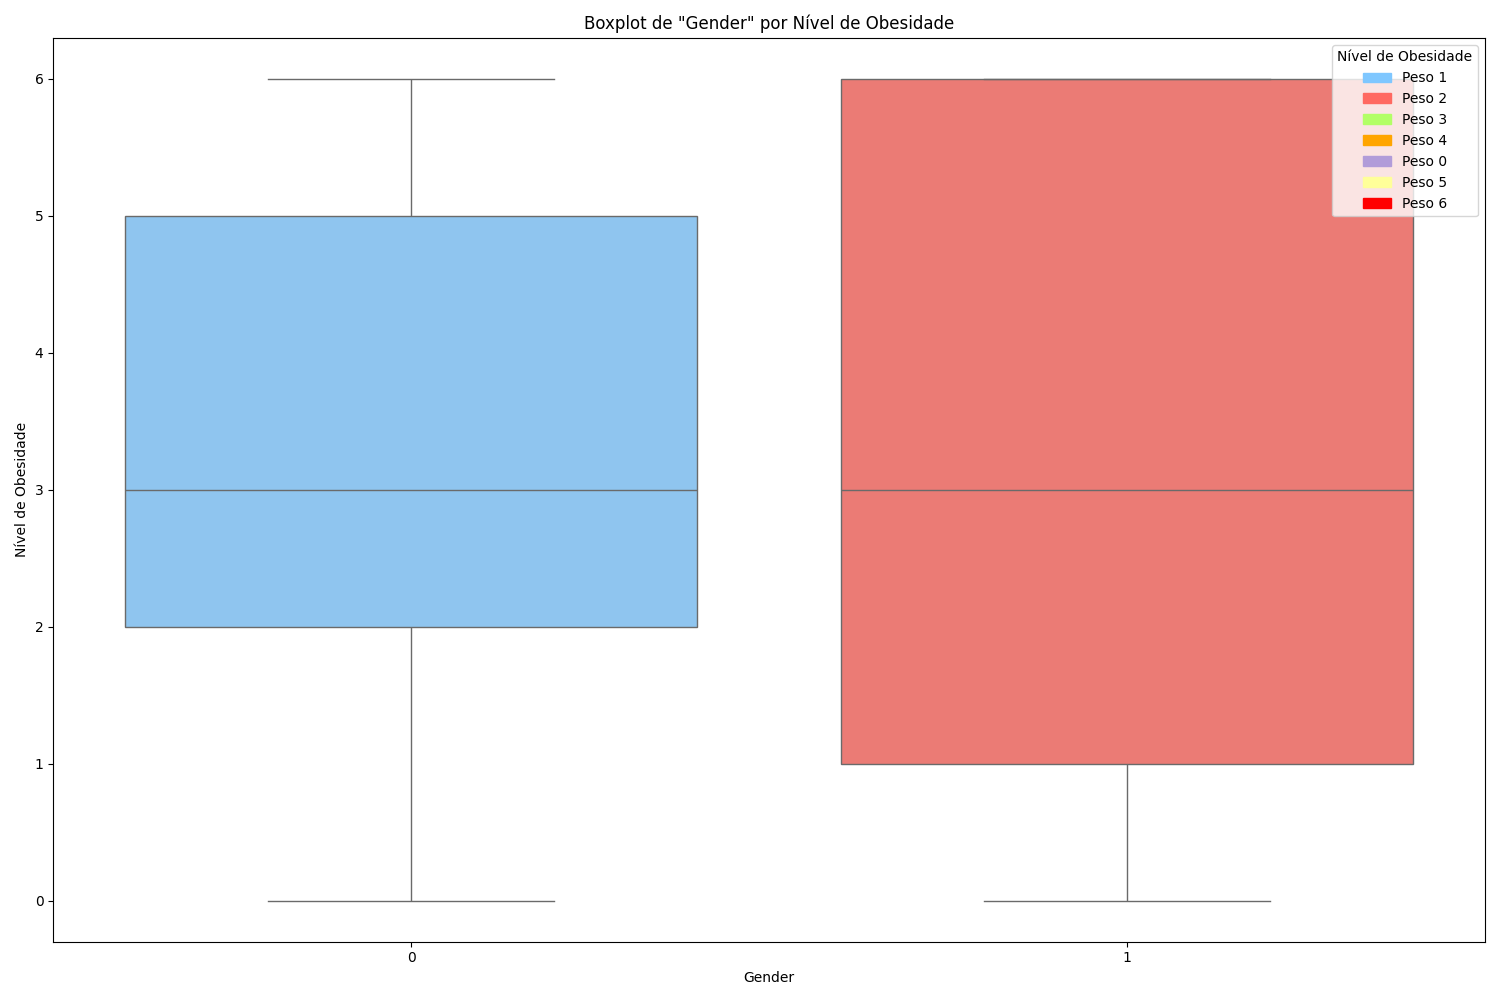 Boxplot de "Gender" por Nível de Obesidade
Nível de Obesidade
Peso 1
Peso 2
Peso 3
Peso 4
Peso 0
Peso 5
Peso 6
Nível de Obesidade
6
5
4
3
2
1
0
0
1
Gender